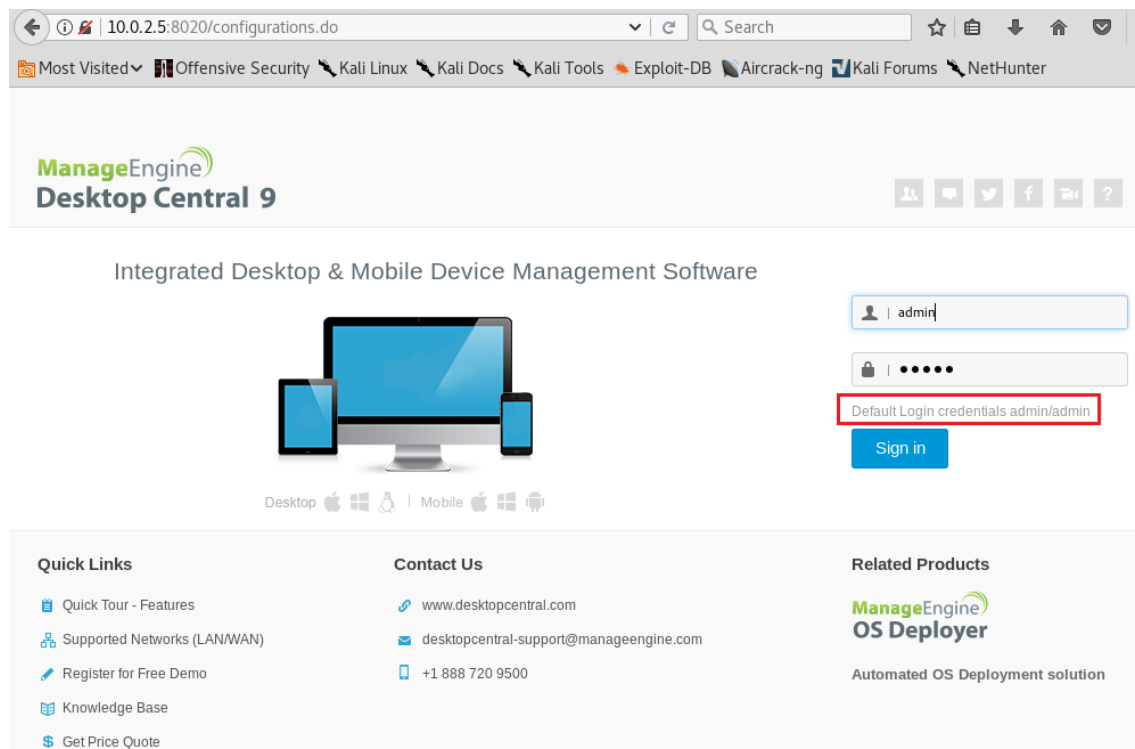 10.0.2.5:8020/configurations.do
Search
Most Visited Offensive Security Kali Linux Kali Docs Kali Tools Exploit-DB Aircrack-ng Kali Forums NetHunter
ManageEngine
Desktop Central 9
Integrated Desktop & Mobile Device Management Software
admin
Default Login credentials admin/admin
Sign in
Desktop | Mobile
Quick Links
Quick Tour - Features
Supported Networks (LAN/WAN)
Register for Free Demo
Knowledge Base
Get Price Quote
Contact Us
www.desktopcentral.com
desktopcentral-support@manageengine.com
+1 888 720 9500
Related Products
ManageEngine
OS Deployer
Automated OS Deployment solution